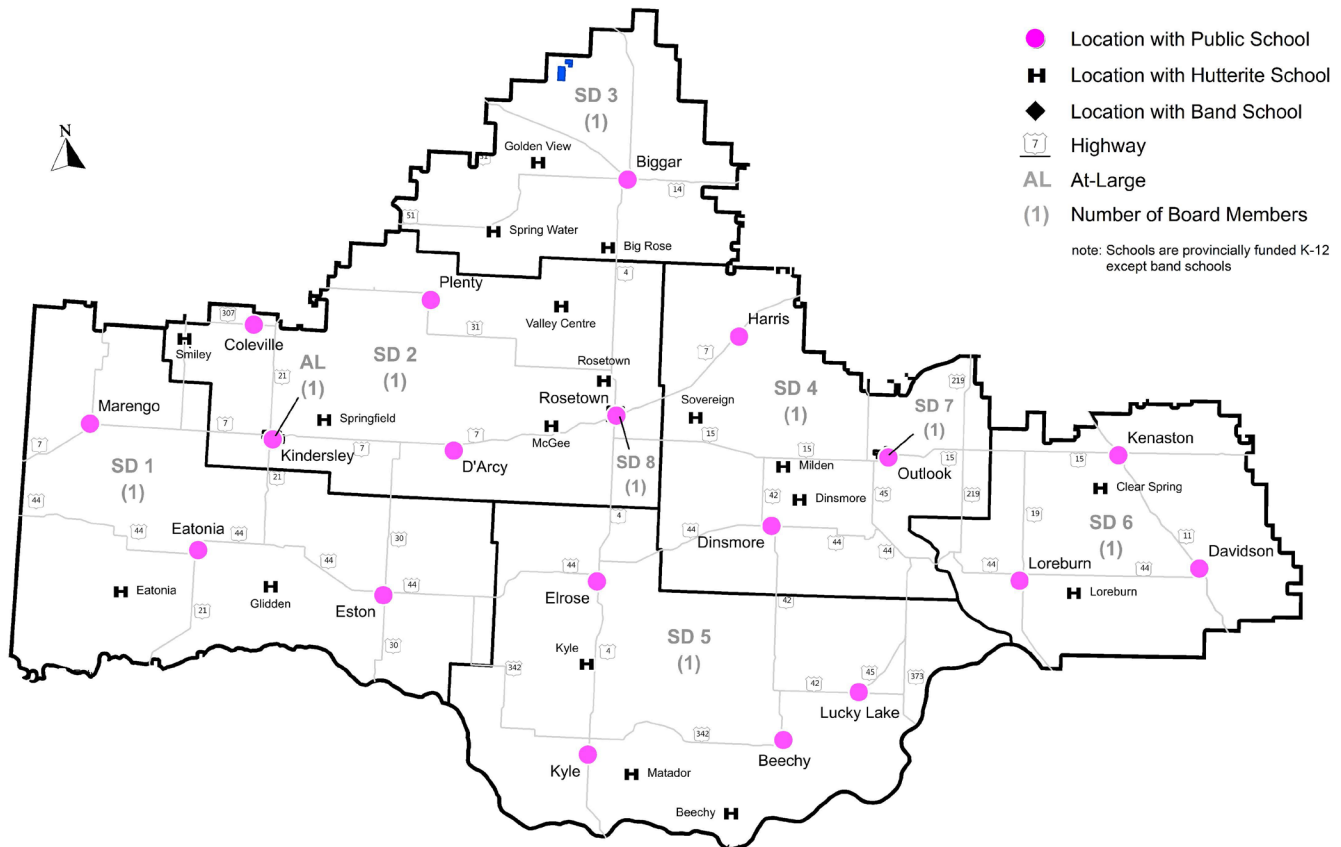 Location with Public School
Location with Hutterite School
Location with Band School
7 Highway
AL At-Large
(1) Number of Board Members
note: Schools are provincially funded K-12
except band schools
N
SD 3
(1)
Golden View
Biggar
14
51
Spring Water
Big Rose
4
Plenty
Valley Centre
31
Harris
307
Coleville
Smiley
21
AL
(1)
SD 2
(1)
Rosetown
Rosetown
7
SD 4
(1)
219
SD 7
(1)
Marengo
Springfield
McGee
Sovereign
7
7
Kindersley
7
D'Arcy
7
SD 8
(1)
15
15
Milden
Outlook
15
Kenaston
15
SD 1
(1)
21
44
42
Dinsmore
45
219
Clear Spring
19
SD 6
(1)
11
Eatonia
44
44
30
4
44
Dinsmore
44
44
Davidson
44
44
Loreburn
44
Eatonia
Glidden
Eston
44
Elrose
44
Loreburn
21
30
42
SD 5
(1)
Kyle
4
342
42
45
373
Lucky Lake
342
Kyle
Beechy
Matador
Beechy